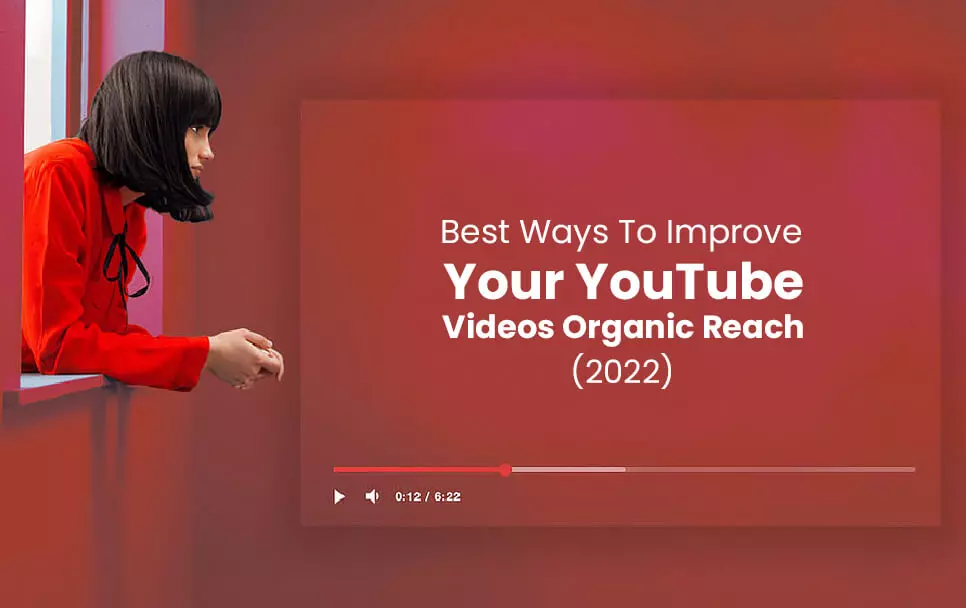 Best Ways To Improve
Your YouTube
Videos Organic Reach
(2022)
0:12 / 6:22